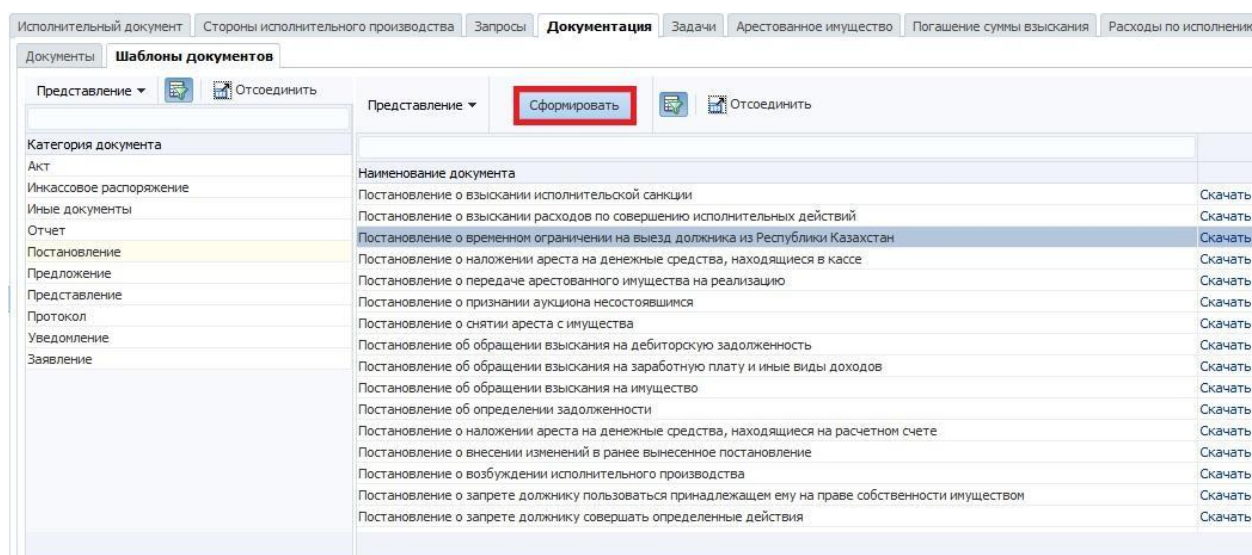 Исполнительный документ Стороны исполнительного производства Запросы Документация Задачи Арестованное имущество Погашение суммы взыскания Расходы по исполнению
Документы Шаблоны документов
Представление Отсоединить
Категория документа
Акт
Инкассовое распоряжение
Иные документы
Отчет
Постановление
Предложение
Представление
Протокол
Уведомление
Заявление
Представление Сформировать Отсоединить
Наименование документа
Постановление о взыскании исполнительской санкции Скачать
Постановление о взыскании расходов по совершению исполнительных действий Скачать
Постановление о временном ограничении на выезд должника из Республики Казахстан Скачать
Постановление о наложении ареста на денежные средства, находящиеся в кассе Скачать
Постановление о передаче арестованного имущества на реализацию Скачать
Постановление о признании аукциона несостоявшимся Скачать
Постановление о снятии ареста с имущества Скачать
Постановление об обращении взыскания на дебиторскую задолженность Скачать
Постановление об обращении взыскания на заработную плату и иные виды доходов Скачать
Постановление об обращении взыскания на имущество Скачать
Постановление об определении задолженности Скачать
Постановление о наложении ареста на денежные средства, находящиеся на расчетном счете Скачать
Постановление о внесении изменений в ранее вынесенное постановление Скачать
Постановление о возбуждении исполнительного производства Скачать
Постановление о запрете должнику пользоваться принадлежащем ему на праве собственности имуществом Скачать
Постановление о запрете должнику совершать определенные действия Скачать